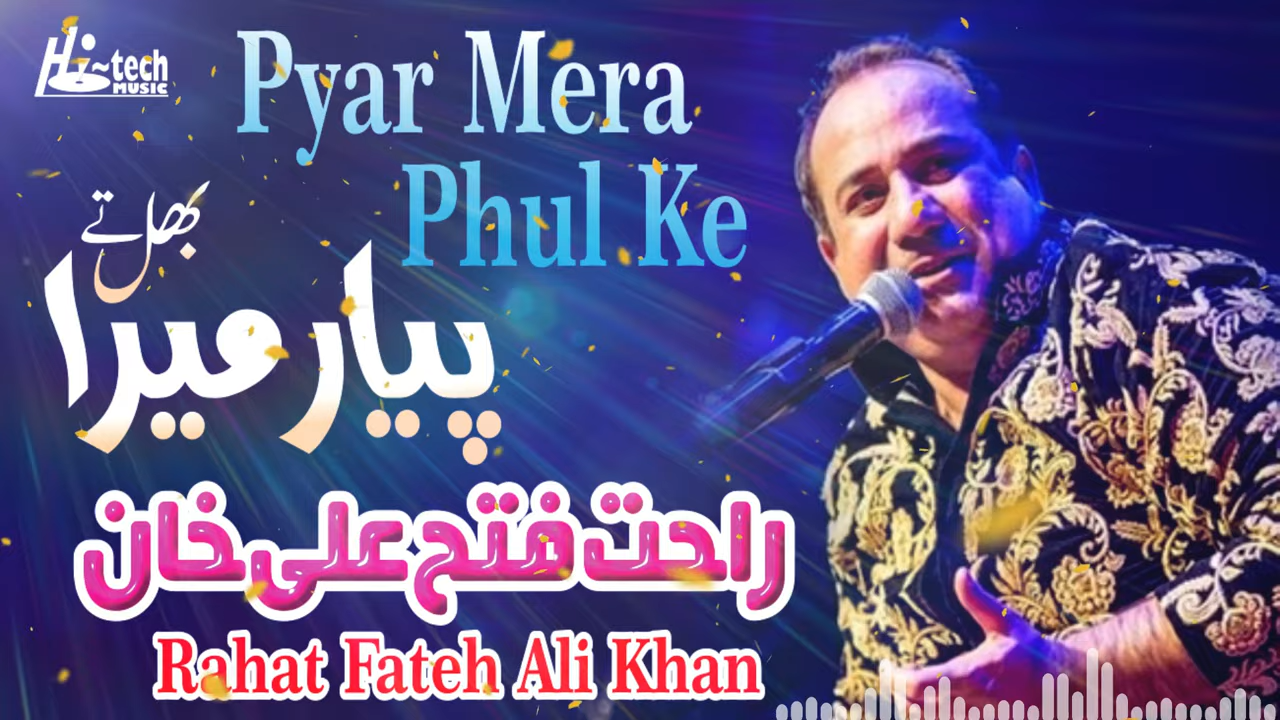 Hi~tech
MUSIC
Pyar Mera
Phul Ke
بھل تے
پیار میرا
راحت فتح علی خان
Rahat Fateh Ali Khan